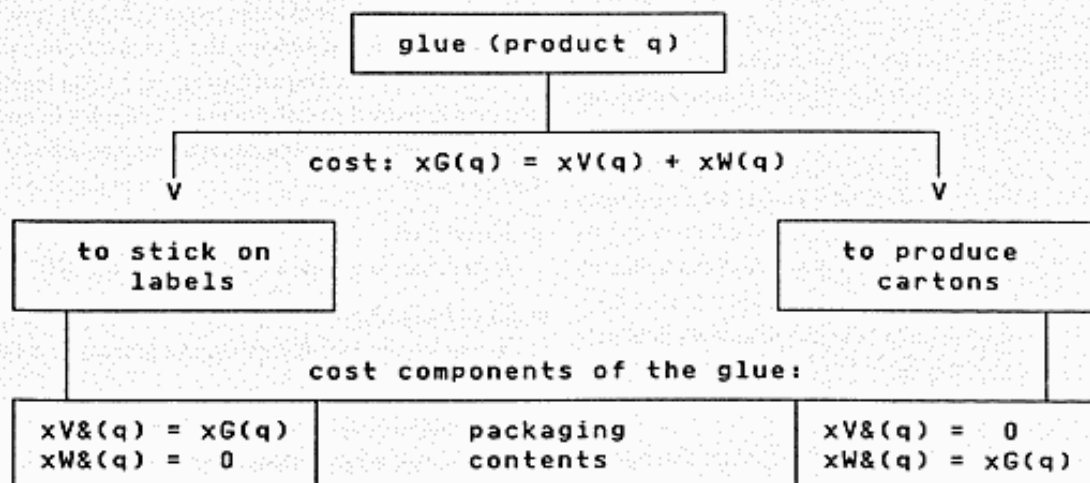 glue (product q)
cost: xG(q) = xV(q) + xW(q)
to stick on
labels
to produce
cartons
cost components of the glue:
xV&(q) = xG(q)
xW&(q) = 0
packaging
contents
xV&(q) = 0
xW&(q) = xG(q)